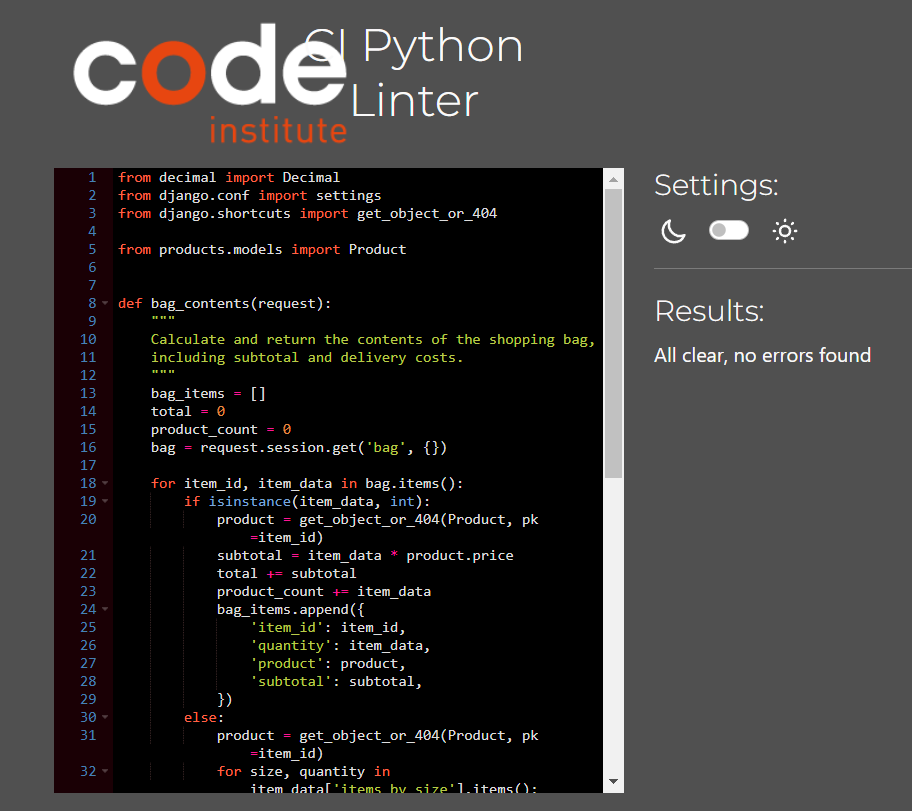 code
institute
CI Python
Linter
1 from decimal import Decimal
2 from django.conf import settings
3 from django.shortcuts import get_object_or_404
4
5 from products.models import Product
6
7
8 def bag_contents(request):
9 """
10 Calculate and return the contents of the shopping bag,
11 including subtotal and delivery costs.
12 """
13 bag_items = []
14 total = 0
15 product_count = 0
16 bag = request.session.get('bag', {})
17
18 for item_id, item_data in bag.items():
19 if isinstance(item_data, int):
20 product = get_object_or_404(Product, pk
=item_id)
21 subtotal = item_data * product.price
22 total += subtotal
23 product_count += item_data
24 bag_items.append({
25 'item_id': item_id,
26 'quantity': item_data,
27 'product': product,
28 'subtotal': subtotal,
29 })
30 else:
31 product = get_object_or_404(Product, pk
=item_id)
32 for size, quantity in
item_data['items_by_size'].items():
Settings:
Results:
All clear, no errors found